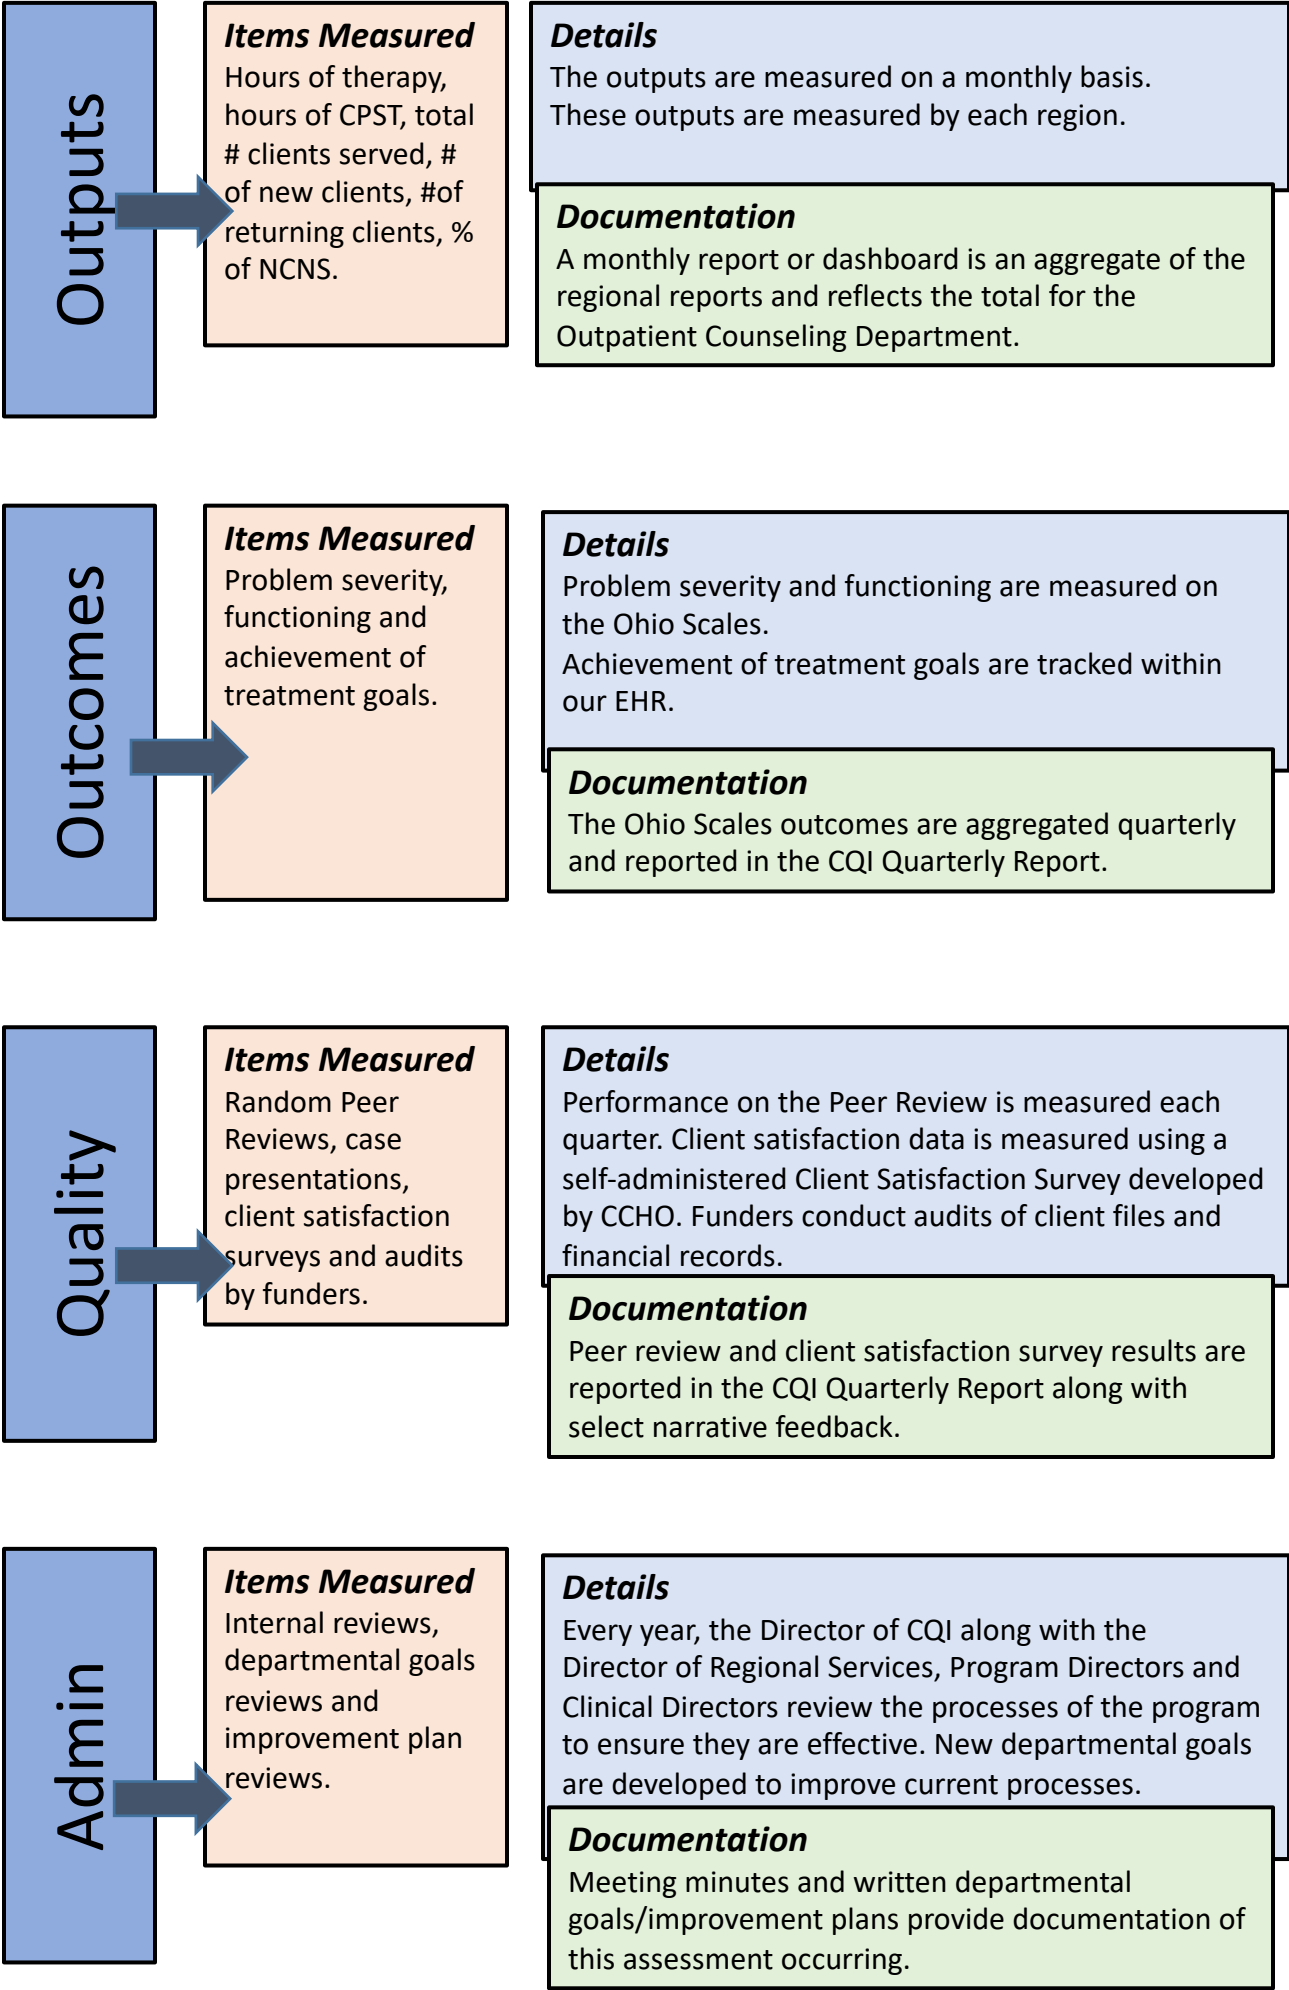 Outputs
Items Measured
Hours of therapy,
hours of CPST, total
# clients served, #
of new clients, #of
returning clients, %
of NCNS.
Details
The outputs are measured on a monthly basis.
These outputs are measured by each region.
Documentation
A monthly report or dashboard is an aggregate of the
regional reports and reflects the total for the
Outpatient Counseling Department.
Outcomes
Items Measured
Problem severity,
functioning and
achievement of
treatment goals.
Details
Problem severity and functioning are measured on
the Ohio Scales.
Achievement of treatment goals are tracked within
our EHR.
Documentation
The Ohio Scales outcomes are aggregated quarterly
and reported in the CQI Quarterly Report.
Quality
Items Measured
Random Peer
Reviews, case
presentations,
client satisfaction
surveys and audits
by funders.
Details
Performance on the Peer Review is measured each
quarter. Client satisfaction data is measured using a
self-administered Client Satisfaction Survey developed
by CCHO. Funders conduct audits of client files and
financial records.
Documentation
Peer review and client satisfaction survey results are
reported in the CQI Quarterly Report along with
select narrative feedback.
Admin
Items Measured
Internal reviews,
departmental goals
reviews and
improvement plan
reviews.
Details
Every year, the Director of CQI along with the
Director of Regional Services, Program Directors and
Clinical Directors review the processes of the program
to ensure they are effective. New departmental goals
are developed to improve current processes.
Documentation
Meeting minutes and written departmental
goals/improvement plans provide documentation of
this assessment occurring.